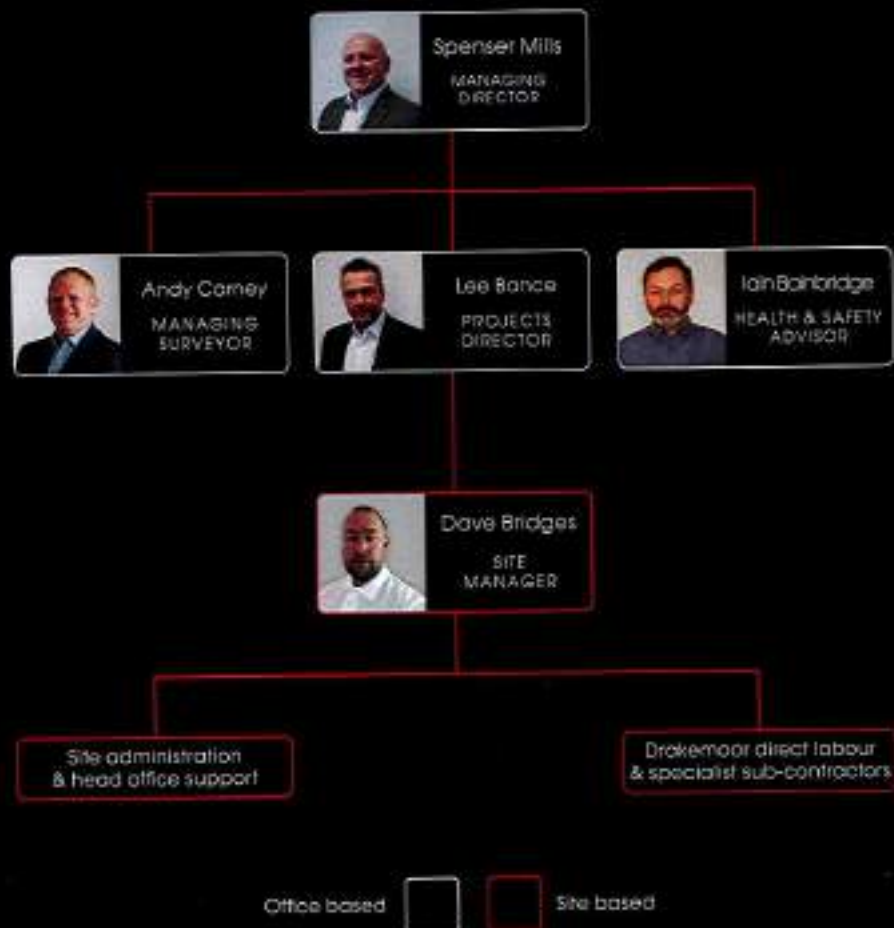 Spenser Mills
MANAGING
DIRECTOR
Andy Carney
MANAGING
SURVEYOR
Lee Bance
PROJECTS
DIRECTOR
Iain Bainbridge
HEALTH & SAFETY
ADVISOR
Dave Bridges
SITE
MANAGER
Site administration
& head office support
Drakemoor direct labour
& specialist sub-contractors
Office based
Site based